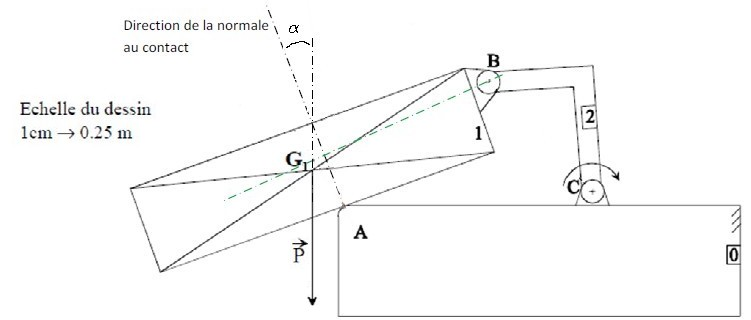 Direction de la normale
au contact
α
B
Echelle du dessin
1cm → 0.25 m
2
1
G1
C
A
P
0